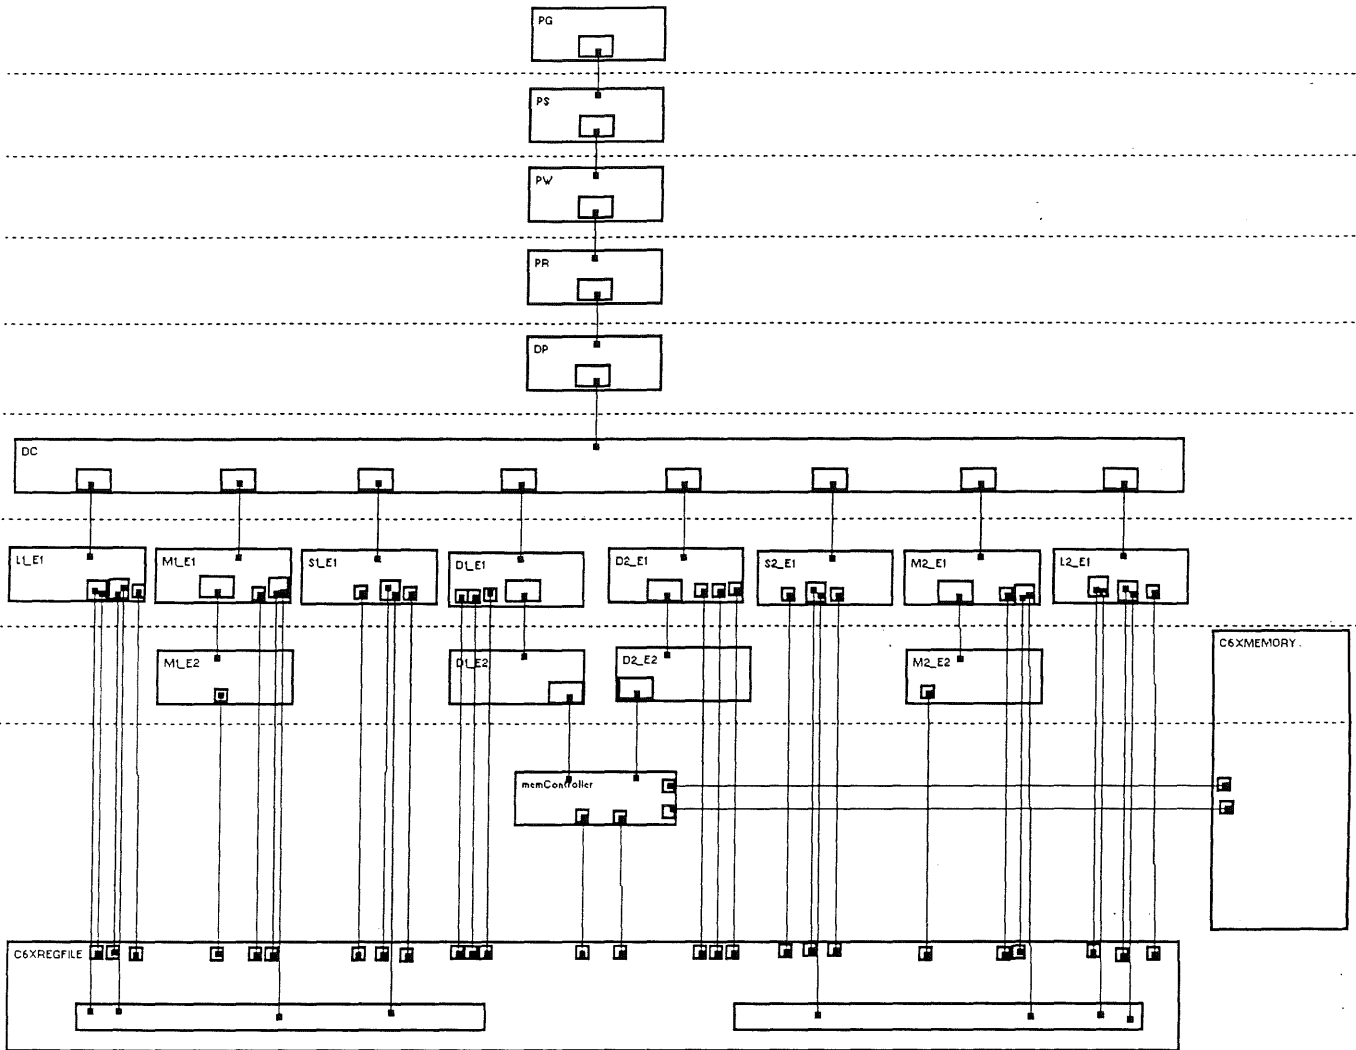 PG
PS
PW
PR
DP
DC
L1_E1
M1_E1
S1_E1
D1_E1
D2_E1
S2_E1
M2_E1
L2_E1
M1_E2
D1_E2
D2_E2
M2_E2
C6XMEMORY
memController
C6XREGFILE